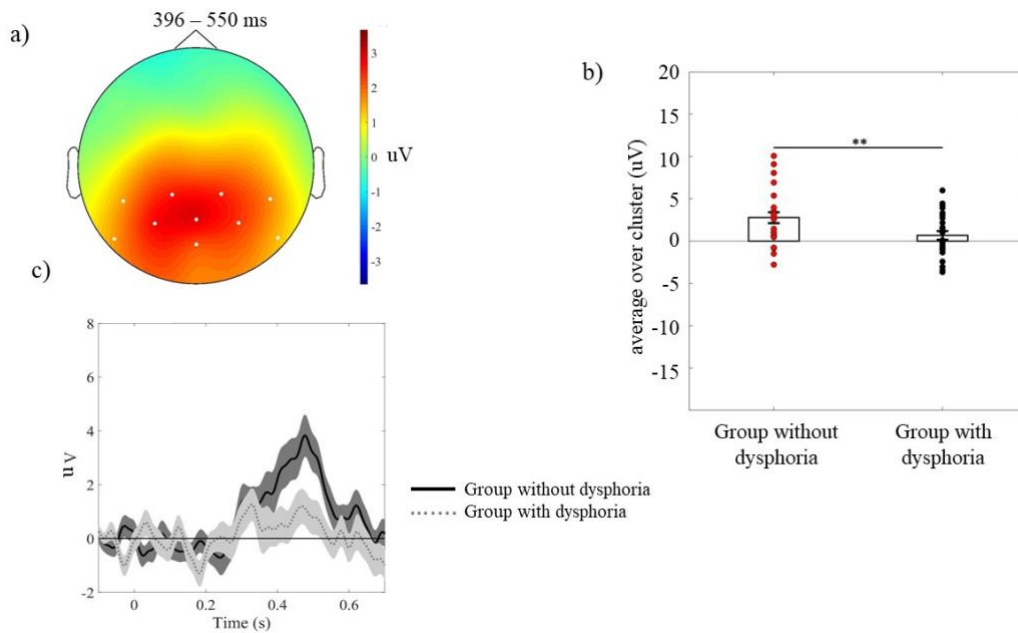 a)
396 – 550 ms
3
2
1
0
-1
-2
-3
uV
b)
average over cluster (uV)
20
15
10
5
0
-5
-10
-15
**
Group without
dysphoria
Group with
dysphoria
c)
uV
8
6
4
2
0
-2
0
0.2
0.4
0.6
Time (s)
Group without dysphoria
Group with dysphoria